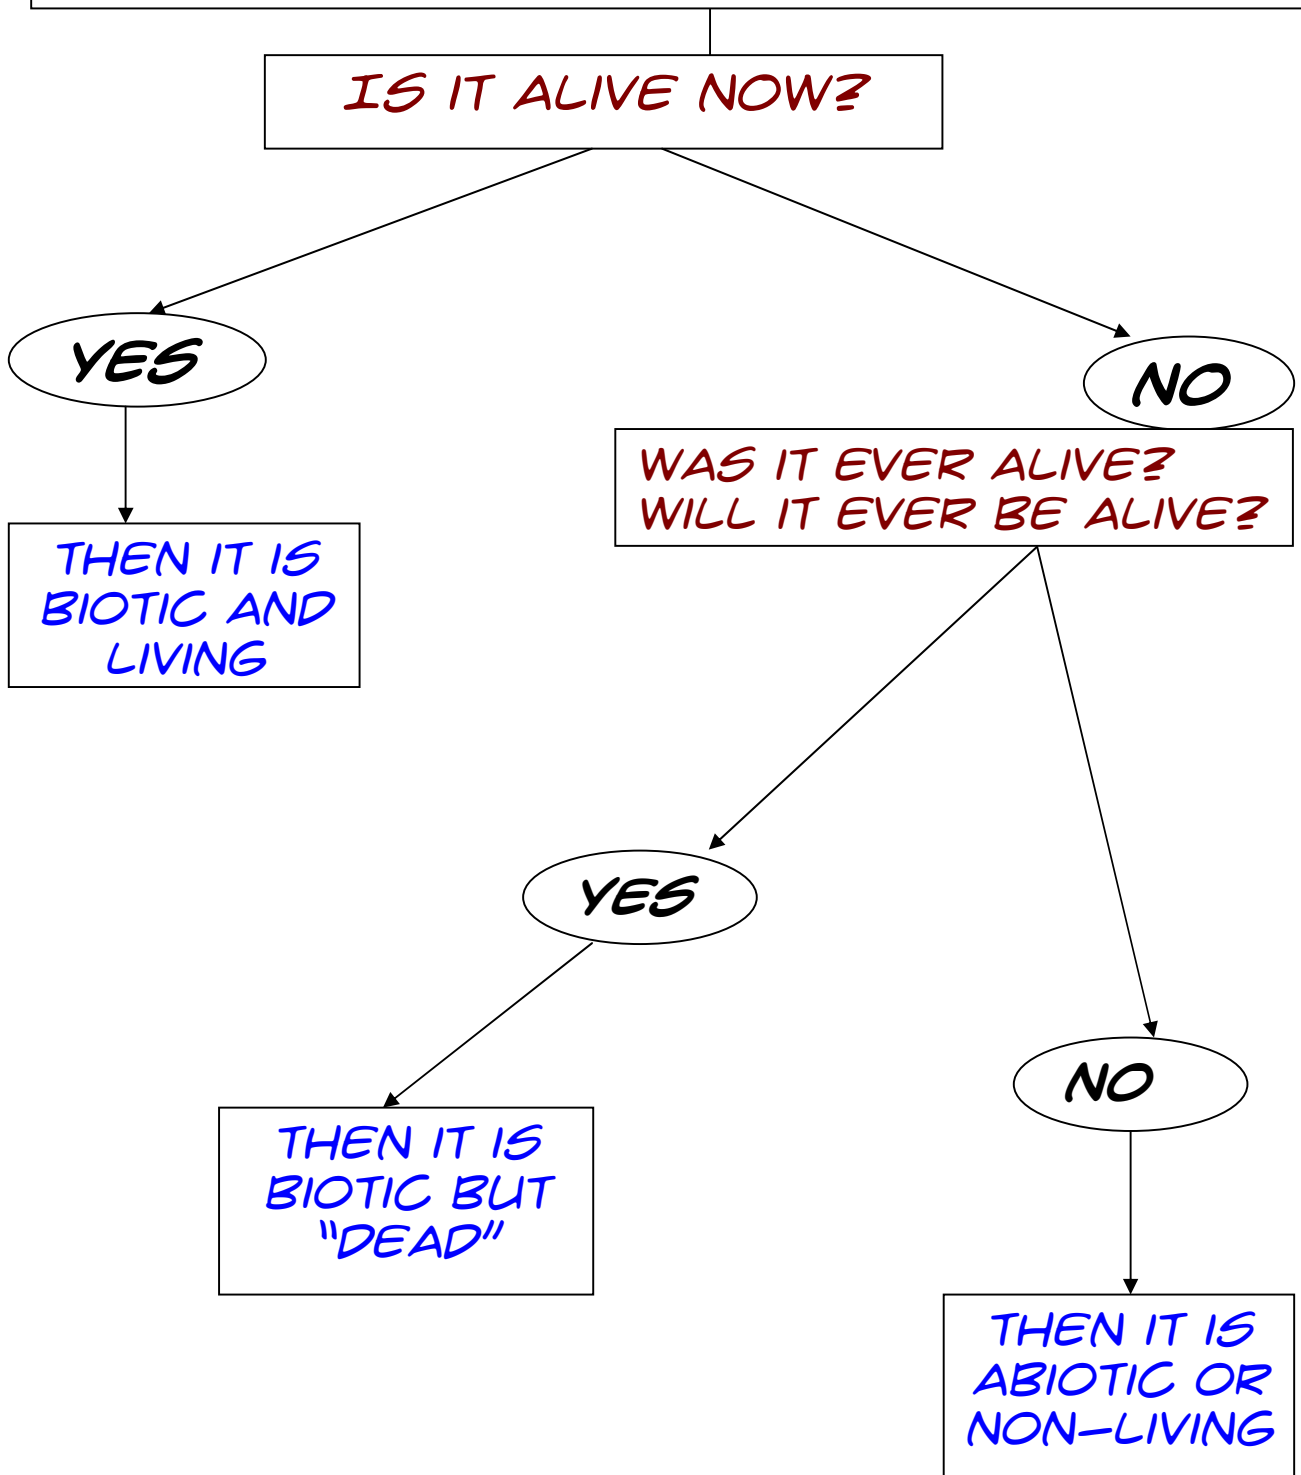 IS IT ALIVE NOW?
YES
NO
WAS IT EVER ALIVE?
WILL IT EVER BE ALIVE?
THEN IT IS
BIOTIC AND
LIVING
YES
NO
THEN IT IS
BIOTIC BUT
"DEAD"
THEN IT IS
ABIOTIC OR
NON-LIVING